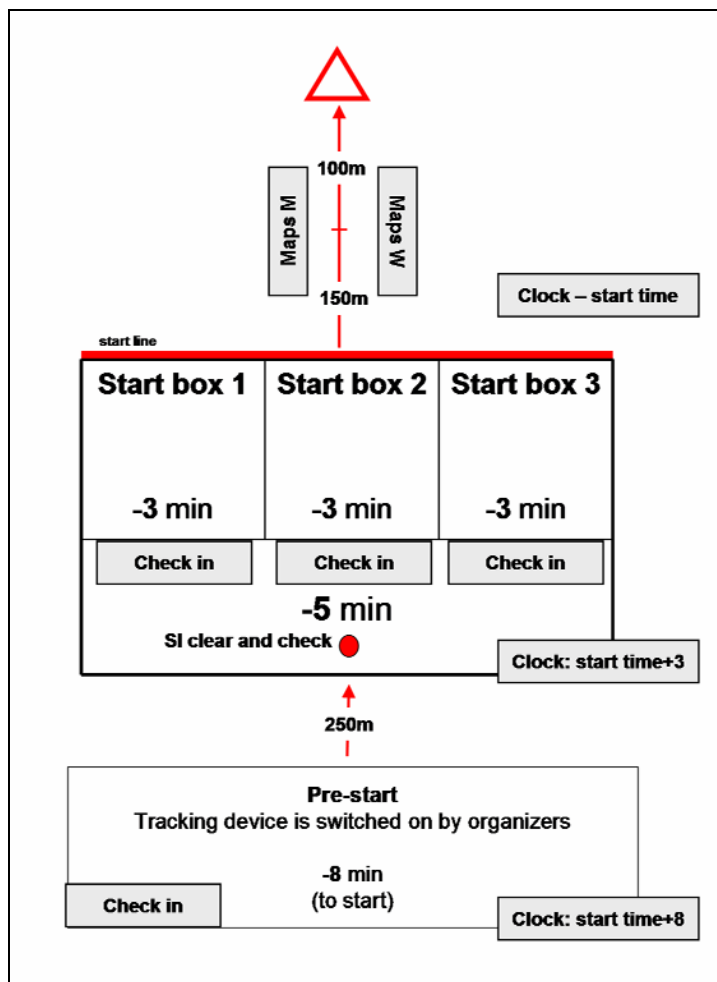 100m
Maps M
Maps W
150m
Clock – start time
start line
Start box 1
Start box 2
Start box 3
-3 min
-3 min
-3 min
Check in
Check in
Check in
-5 min
SI clear and check
Clock: start time+3
250m
Pre-start
Tracking device is switched on by organizers
-8 min
(to start)
Check in
Clock: start time+8